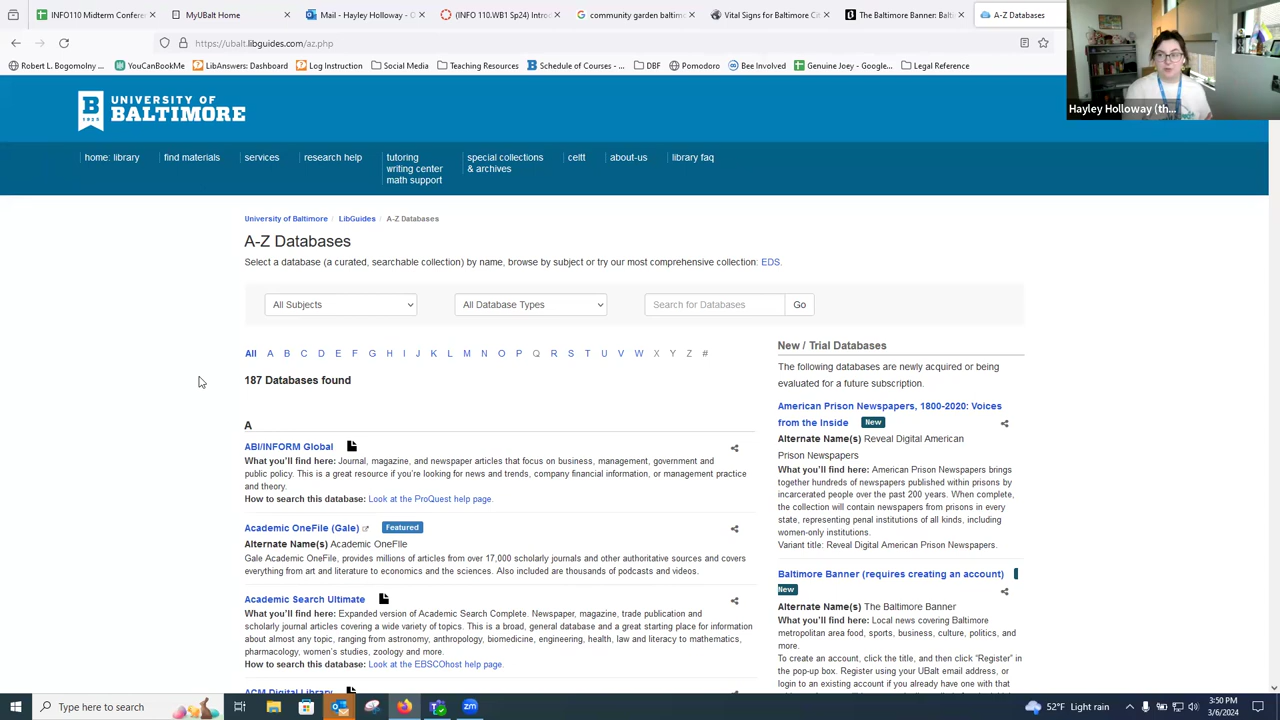 INFO110 Midterm Conferenc
MyUBalt Home
Mail - Hayley Holloway - O
(INFO 110.WB1 Sp24) Introd
community garden baltimo
Vital Signs for Baltimore Cit
The Baltimore Banner: Balt
A-Z Databases
https://ubalt.libguides.com/az.php
Robert L. Bogomolny ...
YouCanBookMe
LibAnswers: Dashboard
Log Instruction
Social Media
Teaching Resources
Schedule of Courses - ...
DBF
Pomodoro
Bee Involved
Genuine Joey - Google...
Legal Reference
Hayley Holloway (th...
UNIVERSITY OF
BALTIMORE
B
1925
home: library
find materials
services
research help
tutoring
writing center
math support
special collections
& archives
celtt
about-us
library faq
University of Baltimore / LibGuides / A-Z Databases
A-Z Databases
Select a database (a curated, searchable collection) by name, browse by subject or try our most comprehensive collection: EDS.
All Subjects
All Database Types
Search for Databases
Go
All A B C D E F G H I J K L M N O P Q R S T U V W X Y Z #
187 Databases found
A
ABI/INFORM Global
What you'll find here: Journal, magazine, and newspaper articles that focus on business, management, government and
public policy. This is a great resource if you're looking for news and trends, company financial information, or management practice
and theory.
How to search this database: Look at the ProQuest help page.
Academic OneFile (Gale) Featured
Alternate Name(s) Academic OneFIle
Gale Academic OneFile, provides millions of articles from over 17,000 scholarly journals and other authoritative sources and covers
everything from art and literature to economics and the sciences. Also included are thousands of podcasts and videos.
Academic Search Ultimate
What you'll find here: Expanded version of Academic Search Complete. Newspaper, magazine, trade publication and
scholarly journal articles covering a wide variety of topics. This is a broad, general database and a great starting place for information
about almost any topic, ranging from astronomy, anthropology, biomedicine, engineering, health, law and literacy to mathematics,
pharmacology, women's studies, zoology and more.
How to search this database: Look at the EBSCOhost help page.
ACM Digital Library
New / Trial Databases
The following databases are newly acquired or being
evaluated for a future subscription.
American Prison Newspapers, 1800-2020: Voices
from the Inside New
Alternate Name(s) Reveal Digital American
Prison Newspapers
What you'll find here: American Prison Newspapers brings
together hundreds of newspapers published within prisons by
incarcerated people over the past 200 years. When complete,
the collection will contain newspapers from prisons in every
state, representing penal institutions of all kinds, including
women-only institutions.
Variant title: Reveal Digital American Prison Newspapers.
Baltimore Banner (requires creating an account)
New
Alternate Name(s) The Baltimore Banner
What you'll find here: Local news covering Baltimore
metropolitan area food, sports, business, culture, politics, and
more.
To create an account, click the title, and then click "Register" in
the pop-up box. Register using your UBalt email address, or
login to an existing account if you already have one with that
Type here to search
52°F Light rain
3:50 PM
3/6/2024